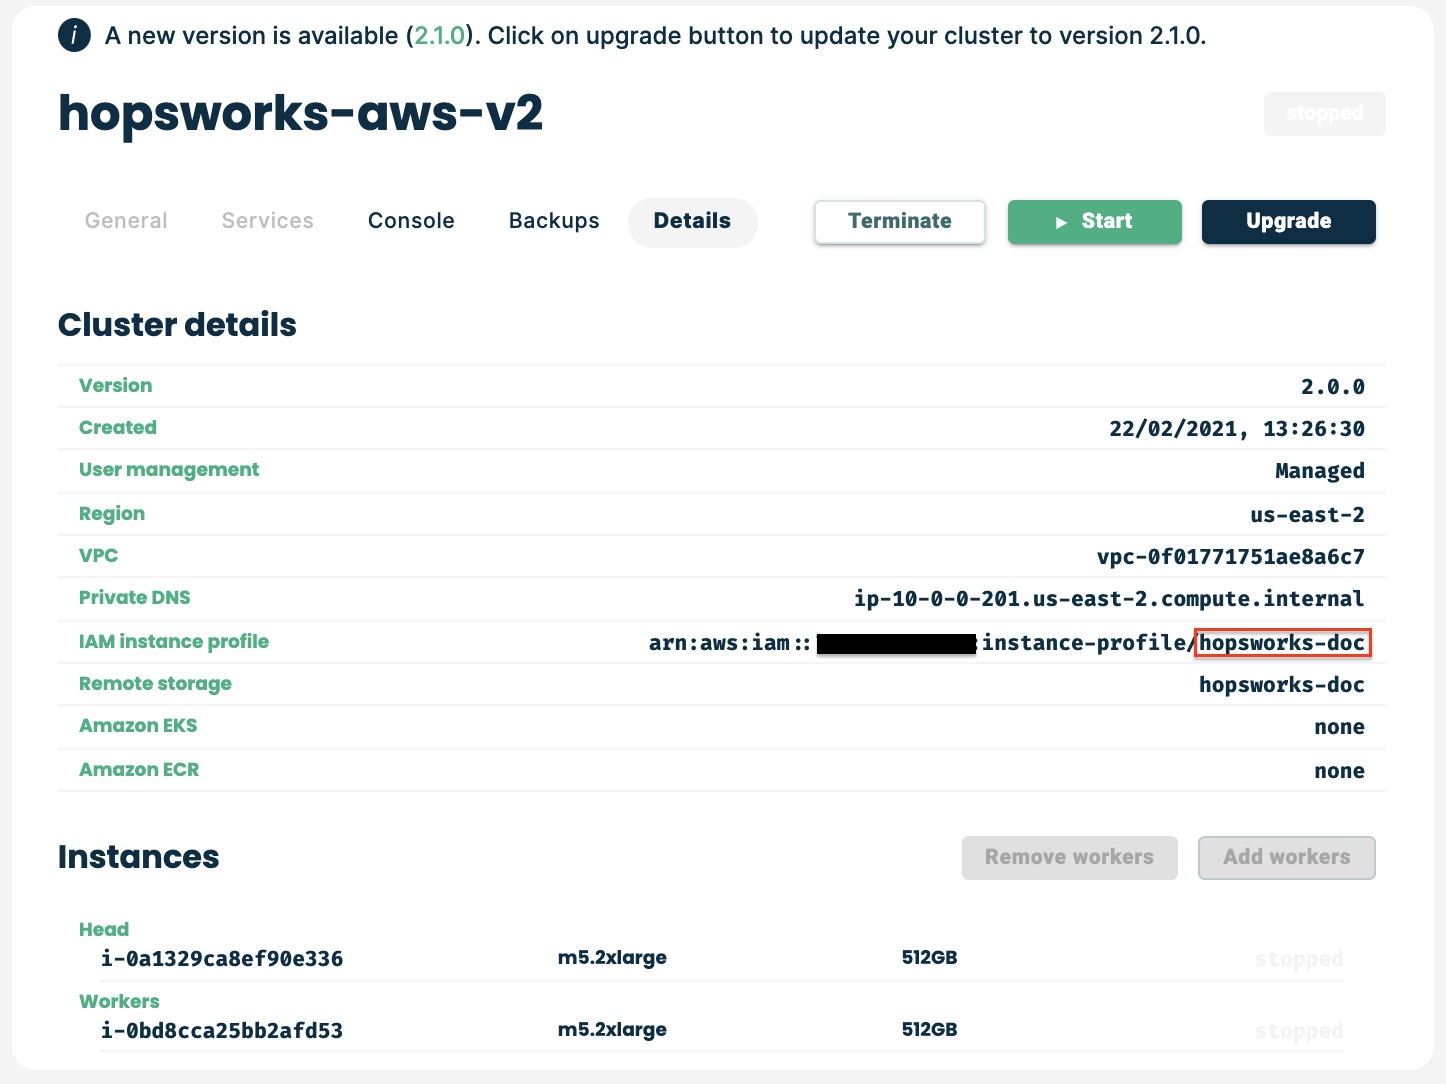 i A new version is available (2.1.0). Click on upgrade button to update your cluster to version 2.1.0.
hopsworks-aws-v2 stopped
General Services Console Backups Details Terminate ▶ Start Upgrade
Cluster details
Version 2.0.0
Created 22/02/2021, 13:26:30
User management Managed
Region us-east-2
VPC vpc-0f01771751ae8a6c7
Private DNS ip-10-0-0-201.us-east-2.compute.internal
IAM instance profile arn:aws:iam:: :instance-profile/hopsworks-doc
Remote storage hopsworks-doc
Amazon EKS none
Amazon ECR none
Instances Remove workers Add workers
Head
i-0a1329ca8ef90e336 m5.2xlarge 512GB stopped
Workers
i-0bd8cca25bb2afd53 m5.2xlarge 512GB stopped